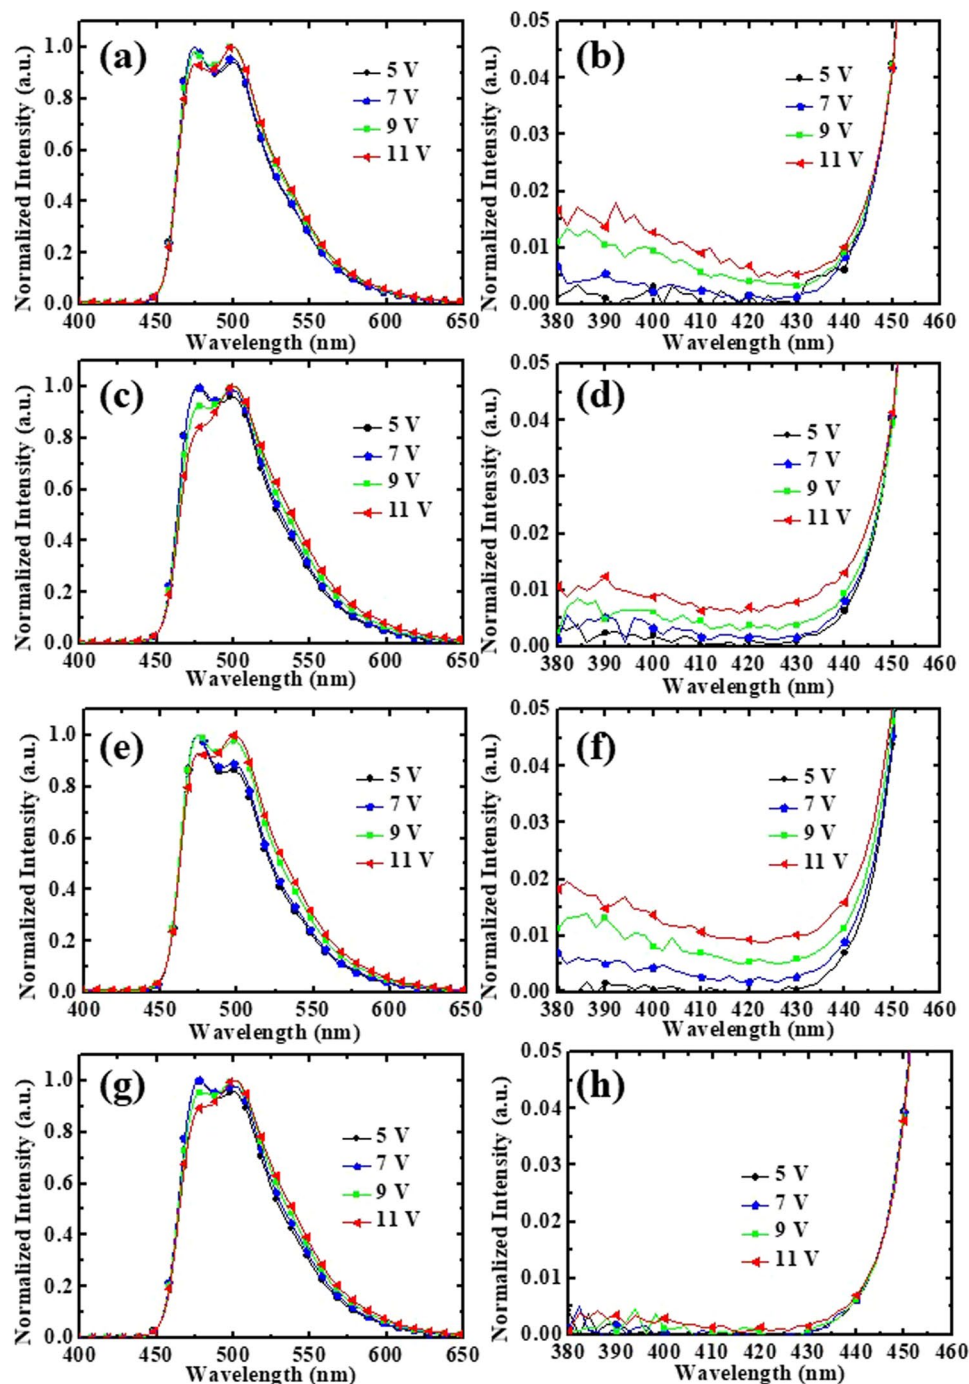 (a)
Normalized Intensity (a.u.)
1.0
0.8
0.6
0.4
0.2
0.0
5 V
7 V
9 V
11 V
400 450 500 550 600 650
Wavelength (nm)
(b)
Normalized Intensity (a.u.)
0.05
0.04
0.03
0.02
0.01
0.00
5 V
7 V
9 V
11 V
380 390 400 410 420 430 440 450 460
Wavelength (nm)
(c)
Normalized Intensity (a.u.)
1.0
0.8
0.6
0.4
0.2
0.0
5 V
7 V
9 V
11 V
400 450 500 550 600 650
Wavelength (nm)
(d)
Normalized Intensity (a.u.)
0.05
0.04
0.03
0.02
0.01
0.00
5 V
7 V
9 V
11 V
380 390 400 410 420 430 440 450 460
Wavelength (nm)
(e)
Normalized Intensity (a.u.)
1.0
0.8
0.6
0.4
0.2
0.0
5 V
7 V
9 V
11 V
400 450 500 550 600 650
Wavelength (nm)
(f)
Normalized Intensity (a.u.)
0.05
0.04
0.03
0.02
0.01
0.00
5 V
7 V
9 V
11 V
380 390 400 410 420 430 440 450 460
Wavelength (nm)
(g)
Normalized Intensity (a.u.)
1.0
0.8
0.6
0.4
0.2
0.0
5 V
7 V
9 V
11 V
400 450 500 550 600 650
Wavelength (nm)
(h)
Normalized Intensity (a.u.)
0.05
0.04
0.03
0.02
0.01
0.00
5 V
7 V
9 V
11 V
380 390 400 410 420 430 440 450 460
Wavelength (nm)